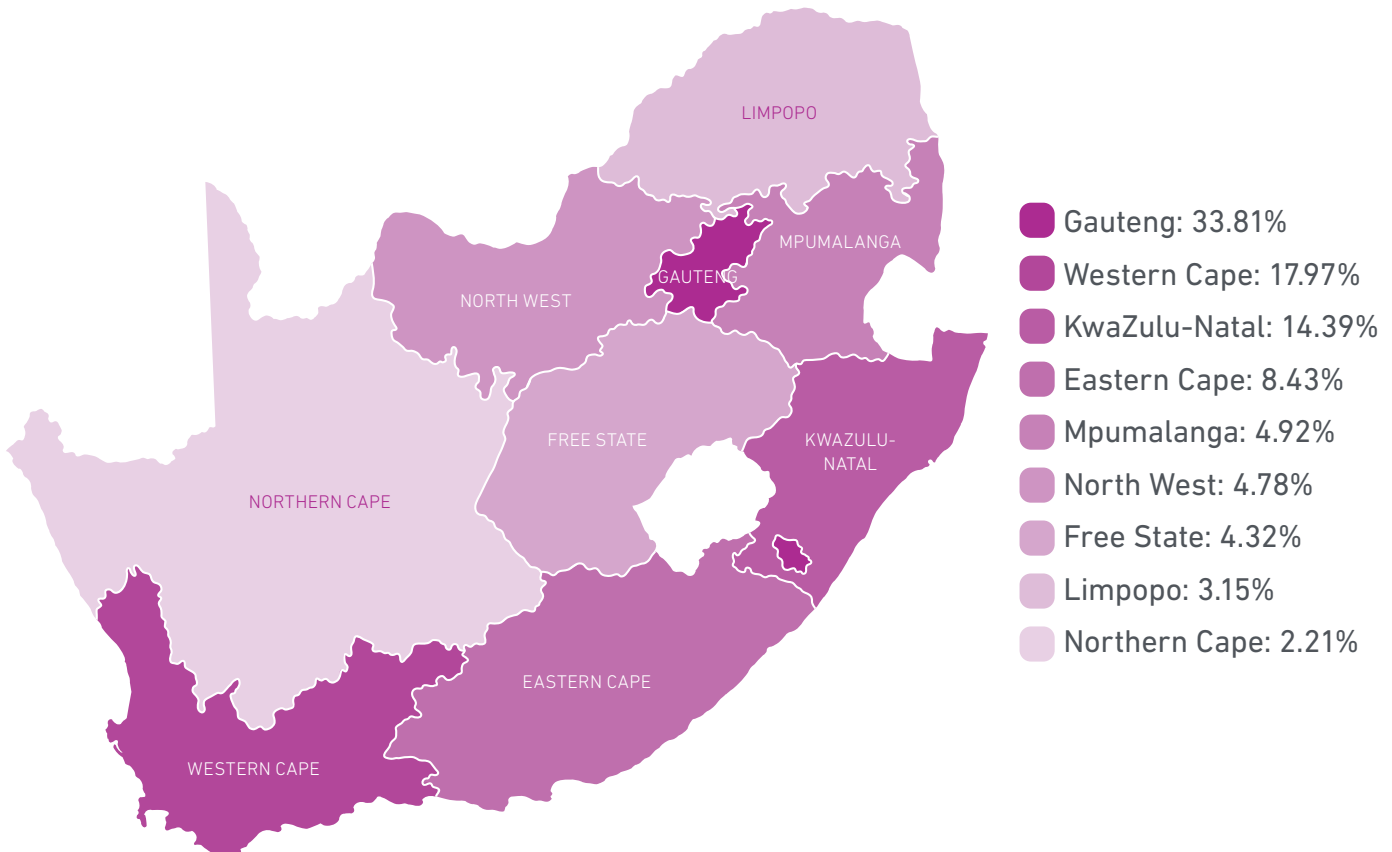 LIMPOPO
MPUMALANGA
GAUTENG
NORTH WEST
FREE STATE
KWAZULU-
NATAL
NORTHERN CAPE
EASTERN CAPE
WESTERN CAPE
Gauteng: 33.81%
Western Cape: 17.97%
KwaZulu-Natal: 14.39%
Eastern Cape: 8.43%
Mpumalanga: 4.92%
North West: 4.78%
Free State: 4.32%
Limpopo: 3.15%
Northern Cape: 2.21%